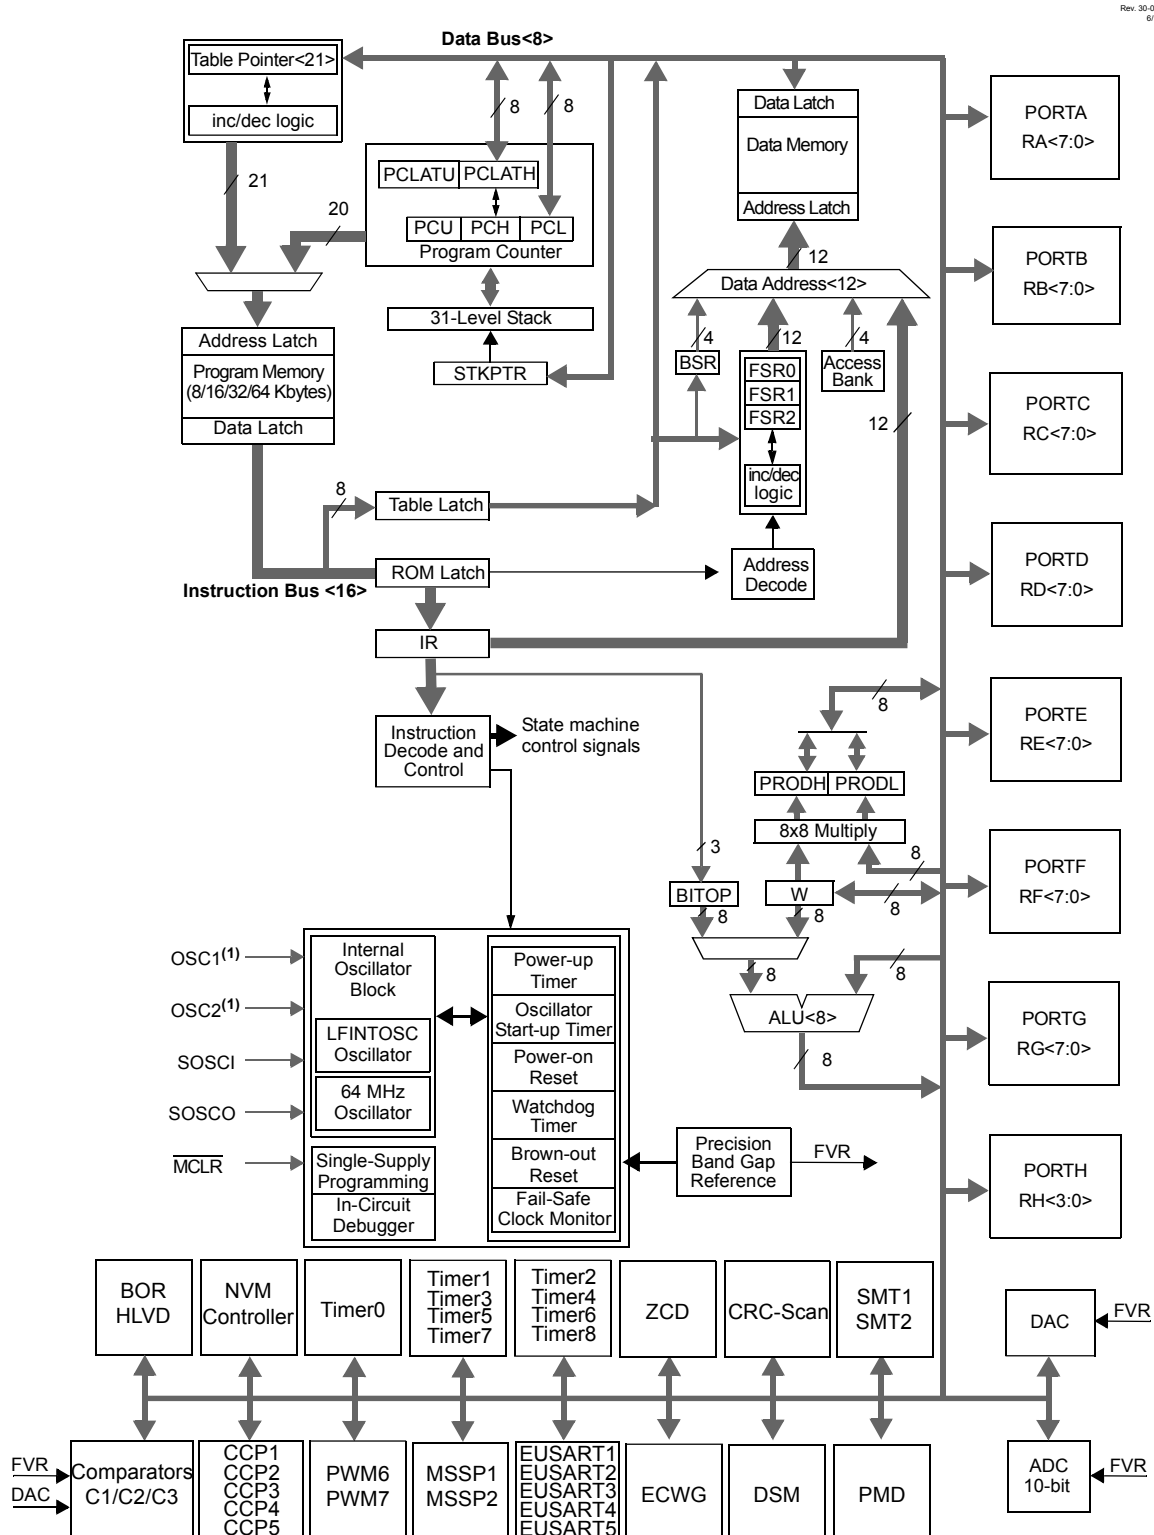 Rev. 30-0
6/
Data Bus<8>
Table Pointer<21>
inc/dec logic
21
20
8
8
PCLATU PCLATH
PCU PCH PCL
Program Counter
31-Level Stack
STKPTR
Address Latch
Program Memory
(8/16/32/64 Kbytes)
Data Latch
Data Latch
Data Memory
Address Latch
12
Data Address<12>
4
12
4
BSR
FSR0
FSR1
FSR2
inc/dec
logic
Access
Bank
12
8
Table Latch
ROM Latch
Instruction Bus <16>
Address
Decode
IR
Instruction
Decode and
Control
State machine
control signals
8
PRODH PRODL
8x8 Multiply
3
8
BITOP
W
8
8
8
8
8
ALU<8>
8
PORTA
RA<7:0>
PORTB
RB<7:0>
PORTC
RC<7:0>
PORTD
RD<7:0>
PORTE
RE<7:0>
PORTF
RF<7:0>
PORTG
RG<7:0>
PORTH
RH<3:0>
OSC1(1)
OSC2(1)
SOSCI
SOSCO
MCLR
Internal
Oscillator
Block
LFINTOSC
Oscillator
64 MHz
Oscillator
Single-Supply
Programming
In-Circuit
Debugger
Power-up
Timer
Oscillator
Start-up Timer
Power-on
Reset
Watchdog
Timer
Brown-out
Reset
Fail-Safe
Clock Monitor
Precision
Band Gap
Reference
FVR
BOR
HLVD
NVM
Controller
Timer0
Timer1
Timer3
Timer5
Timer7
Timer2
Timer4
Timer6
Timer8
ZCD
CRC-Scan
SMT1
SMT2
DAC
FVR
FVR
DAC
Comparators
C1/C2/C3
CCP1
CCP2
CCP3
CCP4
CCP5
PWM6
PWM7
MSSP1
MSSP2
EUSART1
EUSART2
EUSART3
EUSART4
EUSART5
ECWG
DSM
PMD
ADC
10-bit
FVR